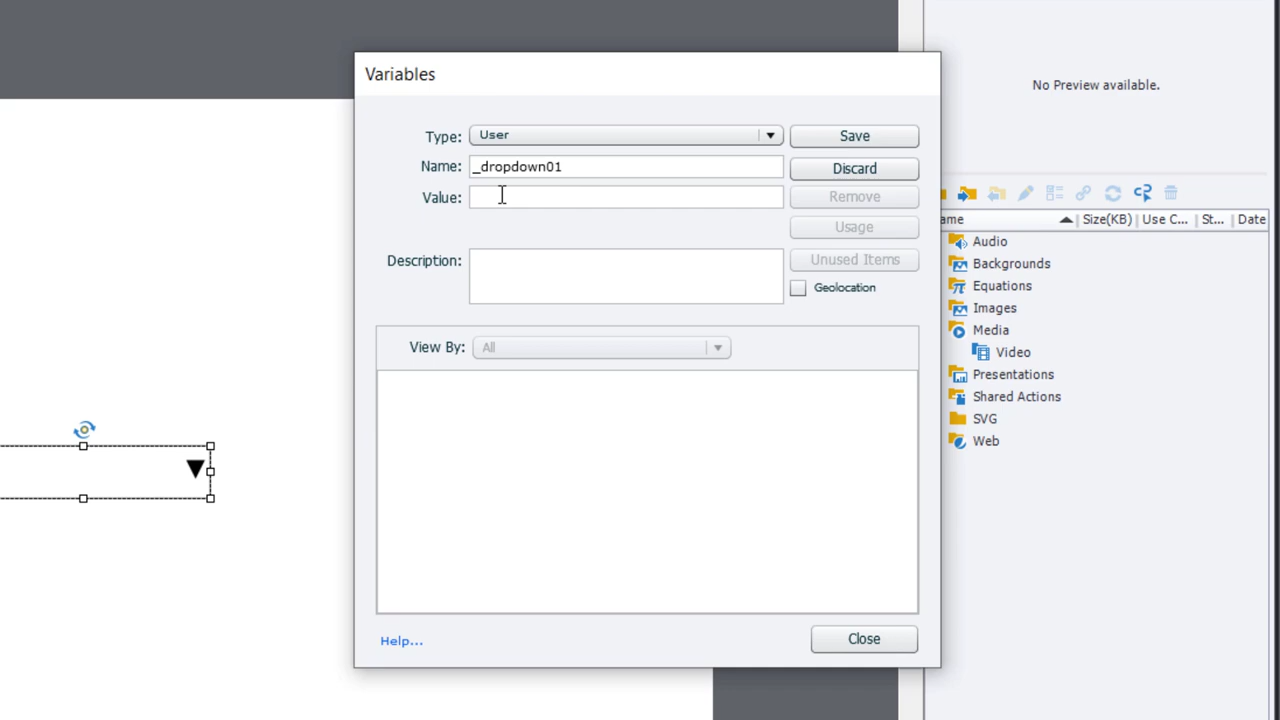 Variables
No Preview available.
Type: User Save
Name: _dropdown01 Discard
Value: Remove
Usage
Description: Unused Items
Geolocation
View By: All
Help...
Close
ame Size(KB) Use C... St... Date
Audio
Backgrounds
Equations
Images
Media
Video
Presentations
Shared Actions
SVG
Web